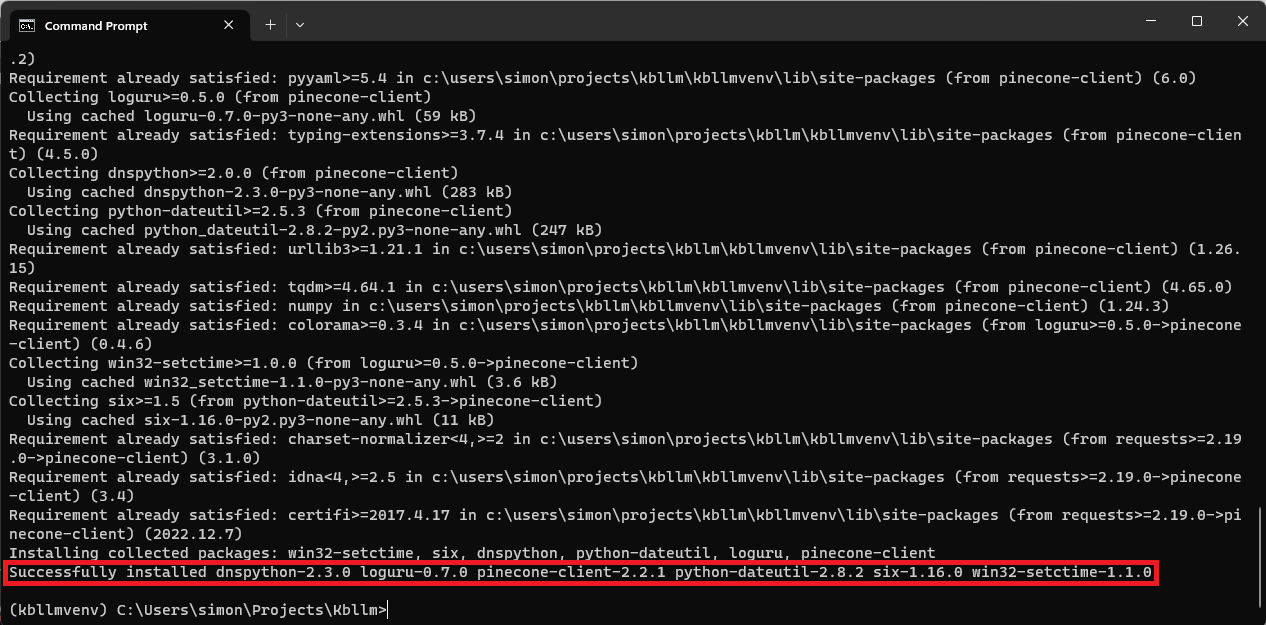 Command Prompt
.2)
Requirement already satisfied: pyyaml>=5.4 in c:\users\simon\projects\kbllm\kbllmvenv\lib\site-packages (from pinecone-client) (6.0)
Collecting loguru>=0.5.0 (from pinecone-client)
  Using cached loguru-0.7.0-py3-none-any.whl (59 kB)
Requirement already satisfied: typing-extensions>=3.7.4 in c:\users\simon\projects\kbllm\kbllmvenv\lib\site-packages (from pinecone-clien
t) (4.5.0)
Collecting dnspython>=2.0.0 (from pinecone-client)
  Using cached dnspython-2.3.0-py3-none-any.whl (283 kB)
Collecting python-dateutil>=2.5.3 (from pinecone-client)
  Using cached python_dateutil-2.8.2-py2.py3-none-any.whl (247 kB)
Requirement already satisfied: urllib3>=1.21.1 in c:\users\simon\projects\kbllm\kbllmvenv\lib\site-packages (from pinecone-client) (1.26.
15)
Requirement already satisfied: tqdm>=4.64.1 in c:\users\simon\projects\kbllm\kbllmvenv\lib\site-packages (from pinecone-client) (4.65.0)
Requirement already satisfied: numpy in c:\users\simon\projects\kbllm\kbllmvenv\lib\site-packages (from pinecone-client) (1.24.3)
Requirement already satisfied: colorama>=0.3.4 in c:\users\simon\projects\kbllm\kbllmvenv\lib\site-packages (from loguru>=0.5.0->pinecone
-client) (0.4.6)
Collecting win32-setctime>=1.0.0 (from loguru>=0.5.0->pinecone-client)
  Using cached win32_setctime-1.1.0-py3-none-any.whl (3.6 kB)
Collecting six>=1.5 (from python-dateutil>=2.5.3->pinecone-client)
  Using cached six-1.16.0-py2.py3-none-any.whl (11 kB)
Requirement already satisfied: charset-normalizer<4,>=2 in c:\users\simon\projects\kbllm\kbllmvenv\lib\site-packages (from requests>=2.19
.0->pinecone-client) (3.1.0)
Requirement already satisfied: idna<4,>=2.5 in c:\users\simon\projects\kbllm\kbllmvenv\lib\site-packages (from requests>=2.19.0->pinecone
-client) (3.4)
Requirement already satisfied: certifi>=2017.4.17 in c:\users\simon\projects\kbllm\kbllmvenv\lib\site-packages (from requests>=2.19.0->pi
necone-client) (2022.12.7)
Installing collected packages: win32-setctime, six, dnspython, python-dateutil, loguru, pinecone-client
Successfully installed dnspython-2.3.0 loguru-0.7.0 pinecone-client-2.2.1 python-dateutil-2.8.2 six-1.16.0 win32-setctime-1.1.0
(kbllmvenv) C:\Users\simon\Projects\Kbllm>